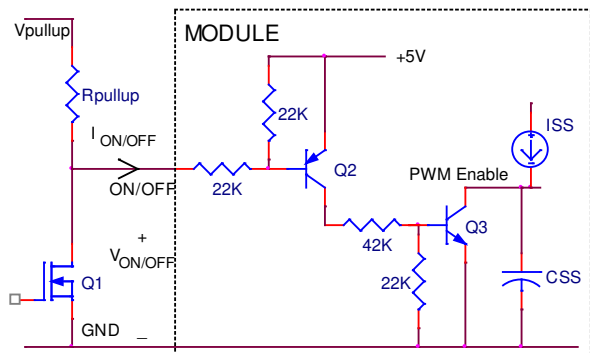 Vpullup
MODULE
+5V
Rpullup
22K
ISS
I ON/OFF
Q2
PWM Enable
ON/OFF
22K
Q3
+
42K
V ON/OFF
CSS
Q1
22K
GND
_